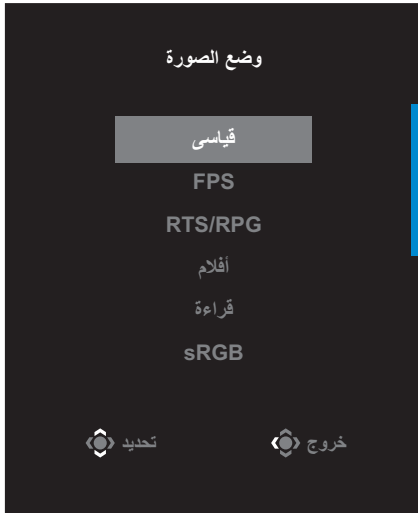 وضع الصورة
قياسى
FPS
RTS/RPG
أفلام
قراءة
sRGB
خروج تحديد